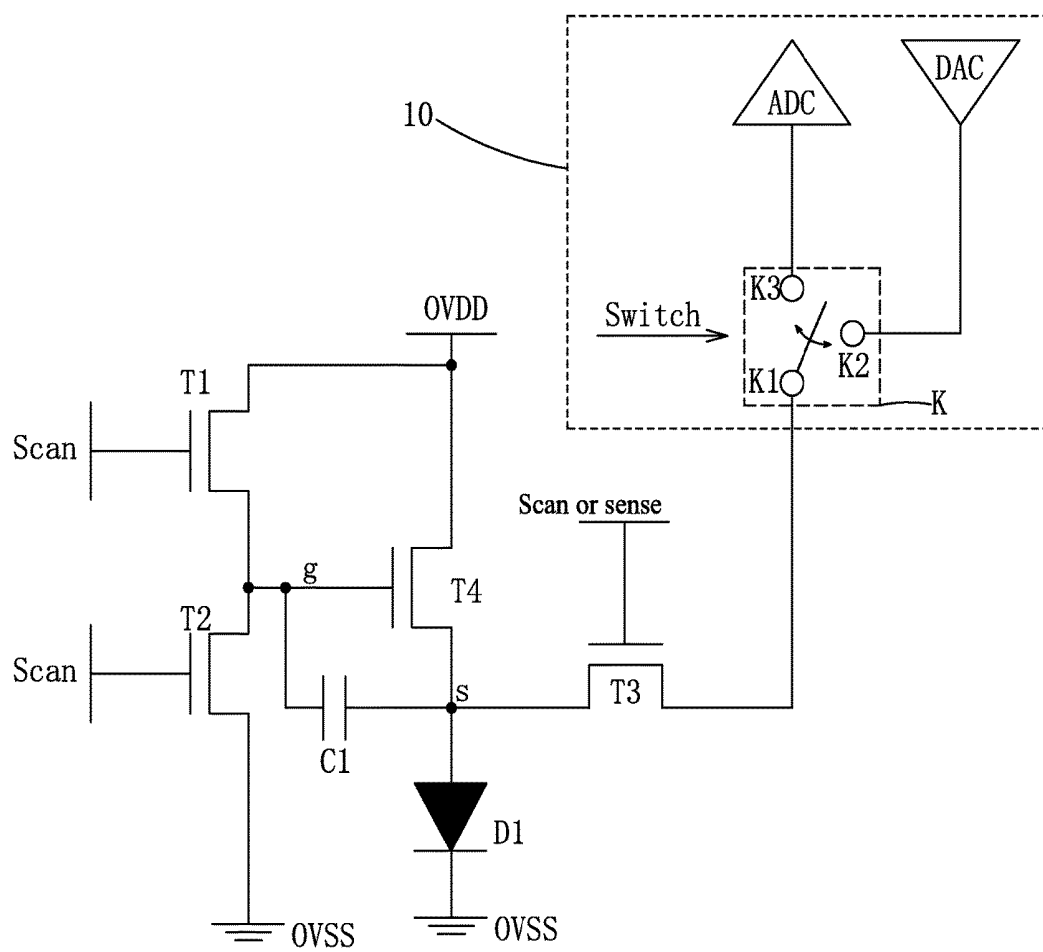 DAC
ADC
10
K3
OVDD
Switch
K2
K1
T1
K
Scan
Scan or sense
g
T4
T2
Scan
s
T3
C1
D1
OVSS
OVSS